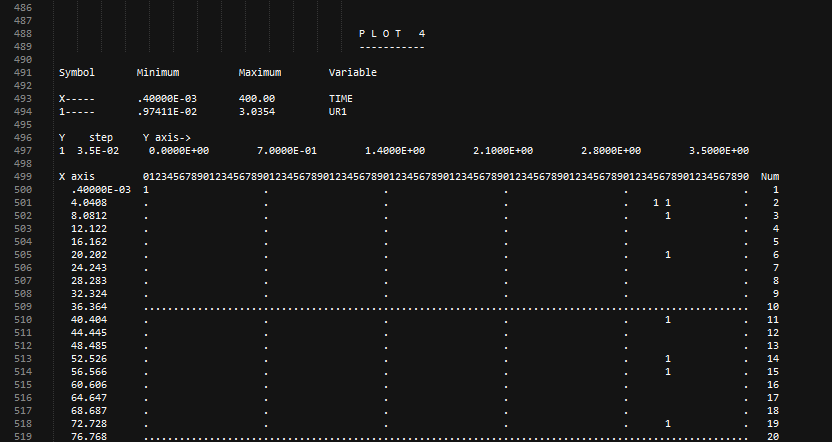 486
487
488 P L O T 4
489 -----------
490
491 Symbol Minimum Maximum Variable
492
493 X----- .40000E-03 400.00 TIME
494 1----- .97411E-02 3.0354 UR1
495
496 Y step Y axis->
497 1 3.5E-02 0.0000E+00 7.0000E-01 1.4000E+00 2.1000E+00 2.8000E+00 3.5000E+00
498
499 X axis 01234567890123456789012345678901234567890123456789012345678901234567890123456789012345678901234567890 Num
500 .40000E-03 1 . . . . . 1
501 4.0408 . . . . . 1 1 . 2
502 8.0812 . . . . . 1 . 3
503 12.122 . . . . . . 4
504 16.162 . . . . . . 5
505 20.202 . . . . . 1 . 6
506 24.243 . . . . . . 7
507 28.283 . . . . . . 8
508 32.324 . . . . . . 9
509 36.364 ..................................................................................................... 10
510 40.404 . . . . . 1 . 11
511 44.445 . . . . . . 12
512 48.485 . . . . . . 13
513 52.526 . . . . . 1 . 14
514 56.566 . . . . . 1 . 15
515 60.606 . . . . . . 16
516 64.647 . . . . . . 17
517 68.687 . . . . . . 18
518 72.728 . . . . . 1 . 19
519 76.768 ..................................................................................................... 20